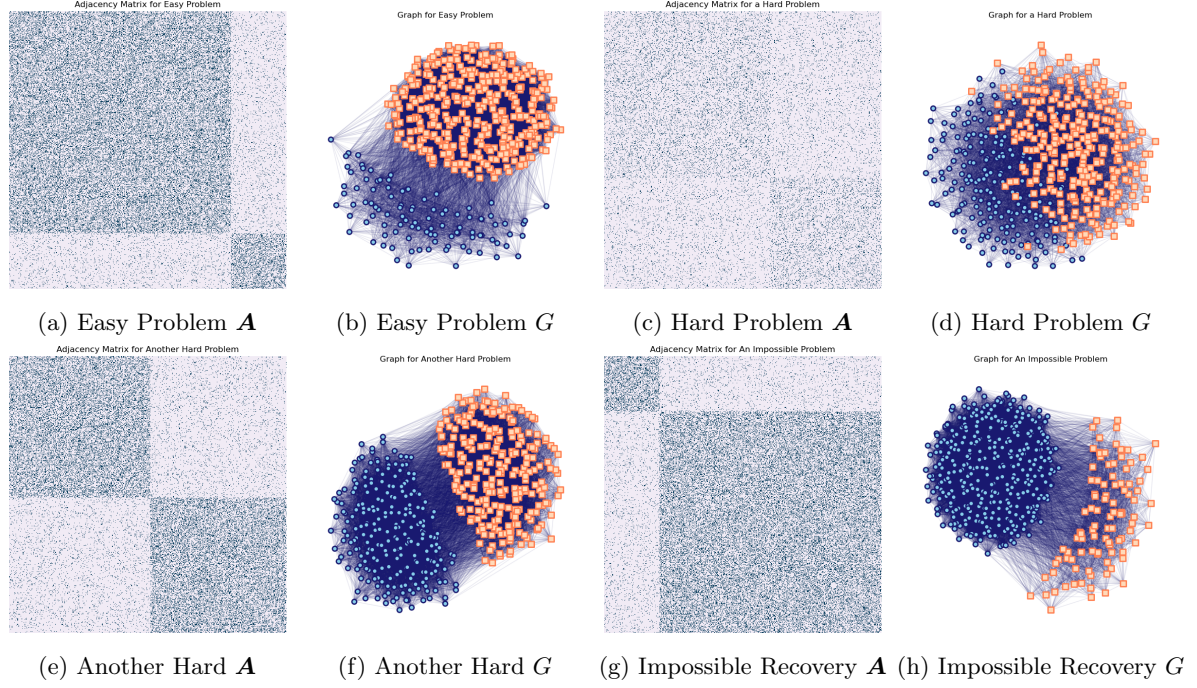 Adjacency Matrix for Easy Problem
Graph for Easy Problem
Adjacency Matrix for a Hard Problem
Graph for a Hard Problem
(a) Easy Problem A
(b) Easy Problem G
(c) Hard Problem A
(d) Hard Problem G
Adjacency Matrix for Another Hard Problem
Graph for Another Hard Problem
Adjacency Matrix for An Impossible Problem
Graph for An Impossible Problem
(e) Another Hard A
(f) Another Hard G
(g) Impossible Recovery A
(h) Impossible Recovery G